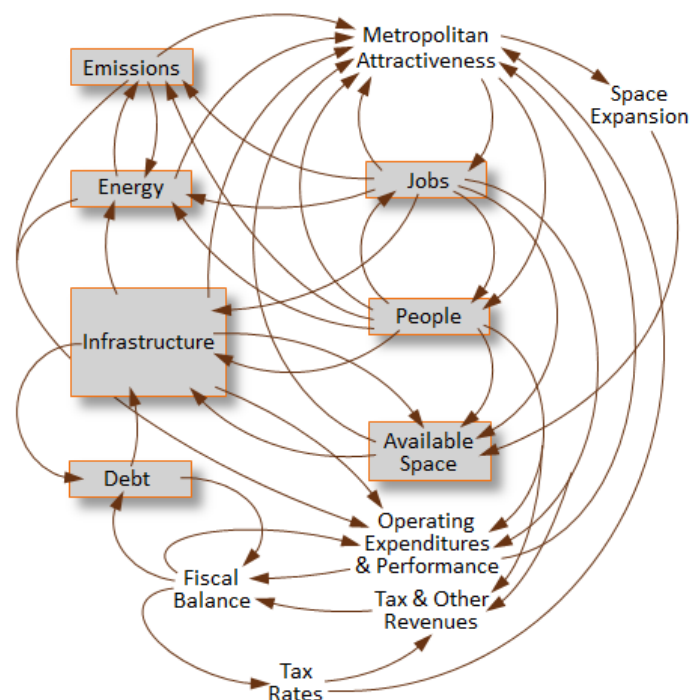 Metropolitan
Attractiveness
Emissions
Space
Expansion
Energy
Jobs
People
Infrastructure
Available
Space
Debt
Operating
Expenditures
& Performance
Fiscal
Balance
Tax & Other
Revenues
Tax
Rates